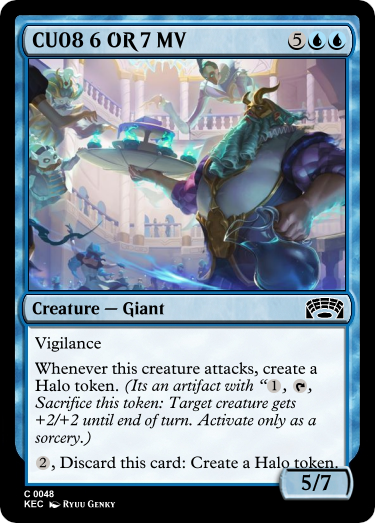 CU08 6 OR 7 MV 5
Creature — Giant
Vigilance
Whenever this creature attacks, create a
Halo token. (Its an artifact with “1, ,
Sacrifice this token: Target creature gets
+2/+2 until end of turn. Activate only as a
sorcery.)
2, Discard this card: Create a Halo token.
5/7
C 0048
KEC Ryuu Genky